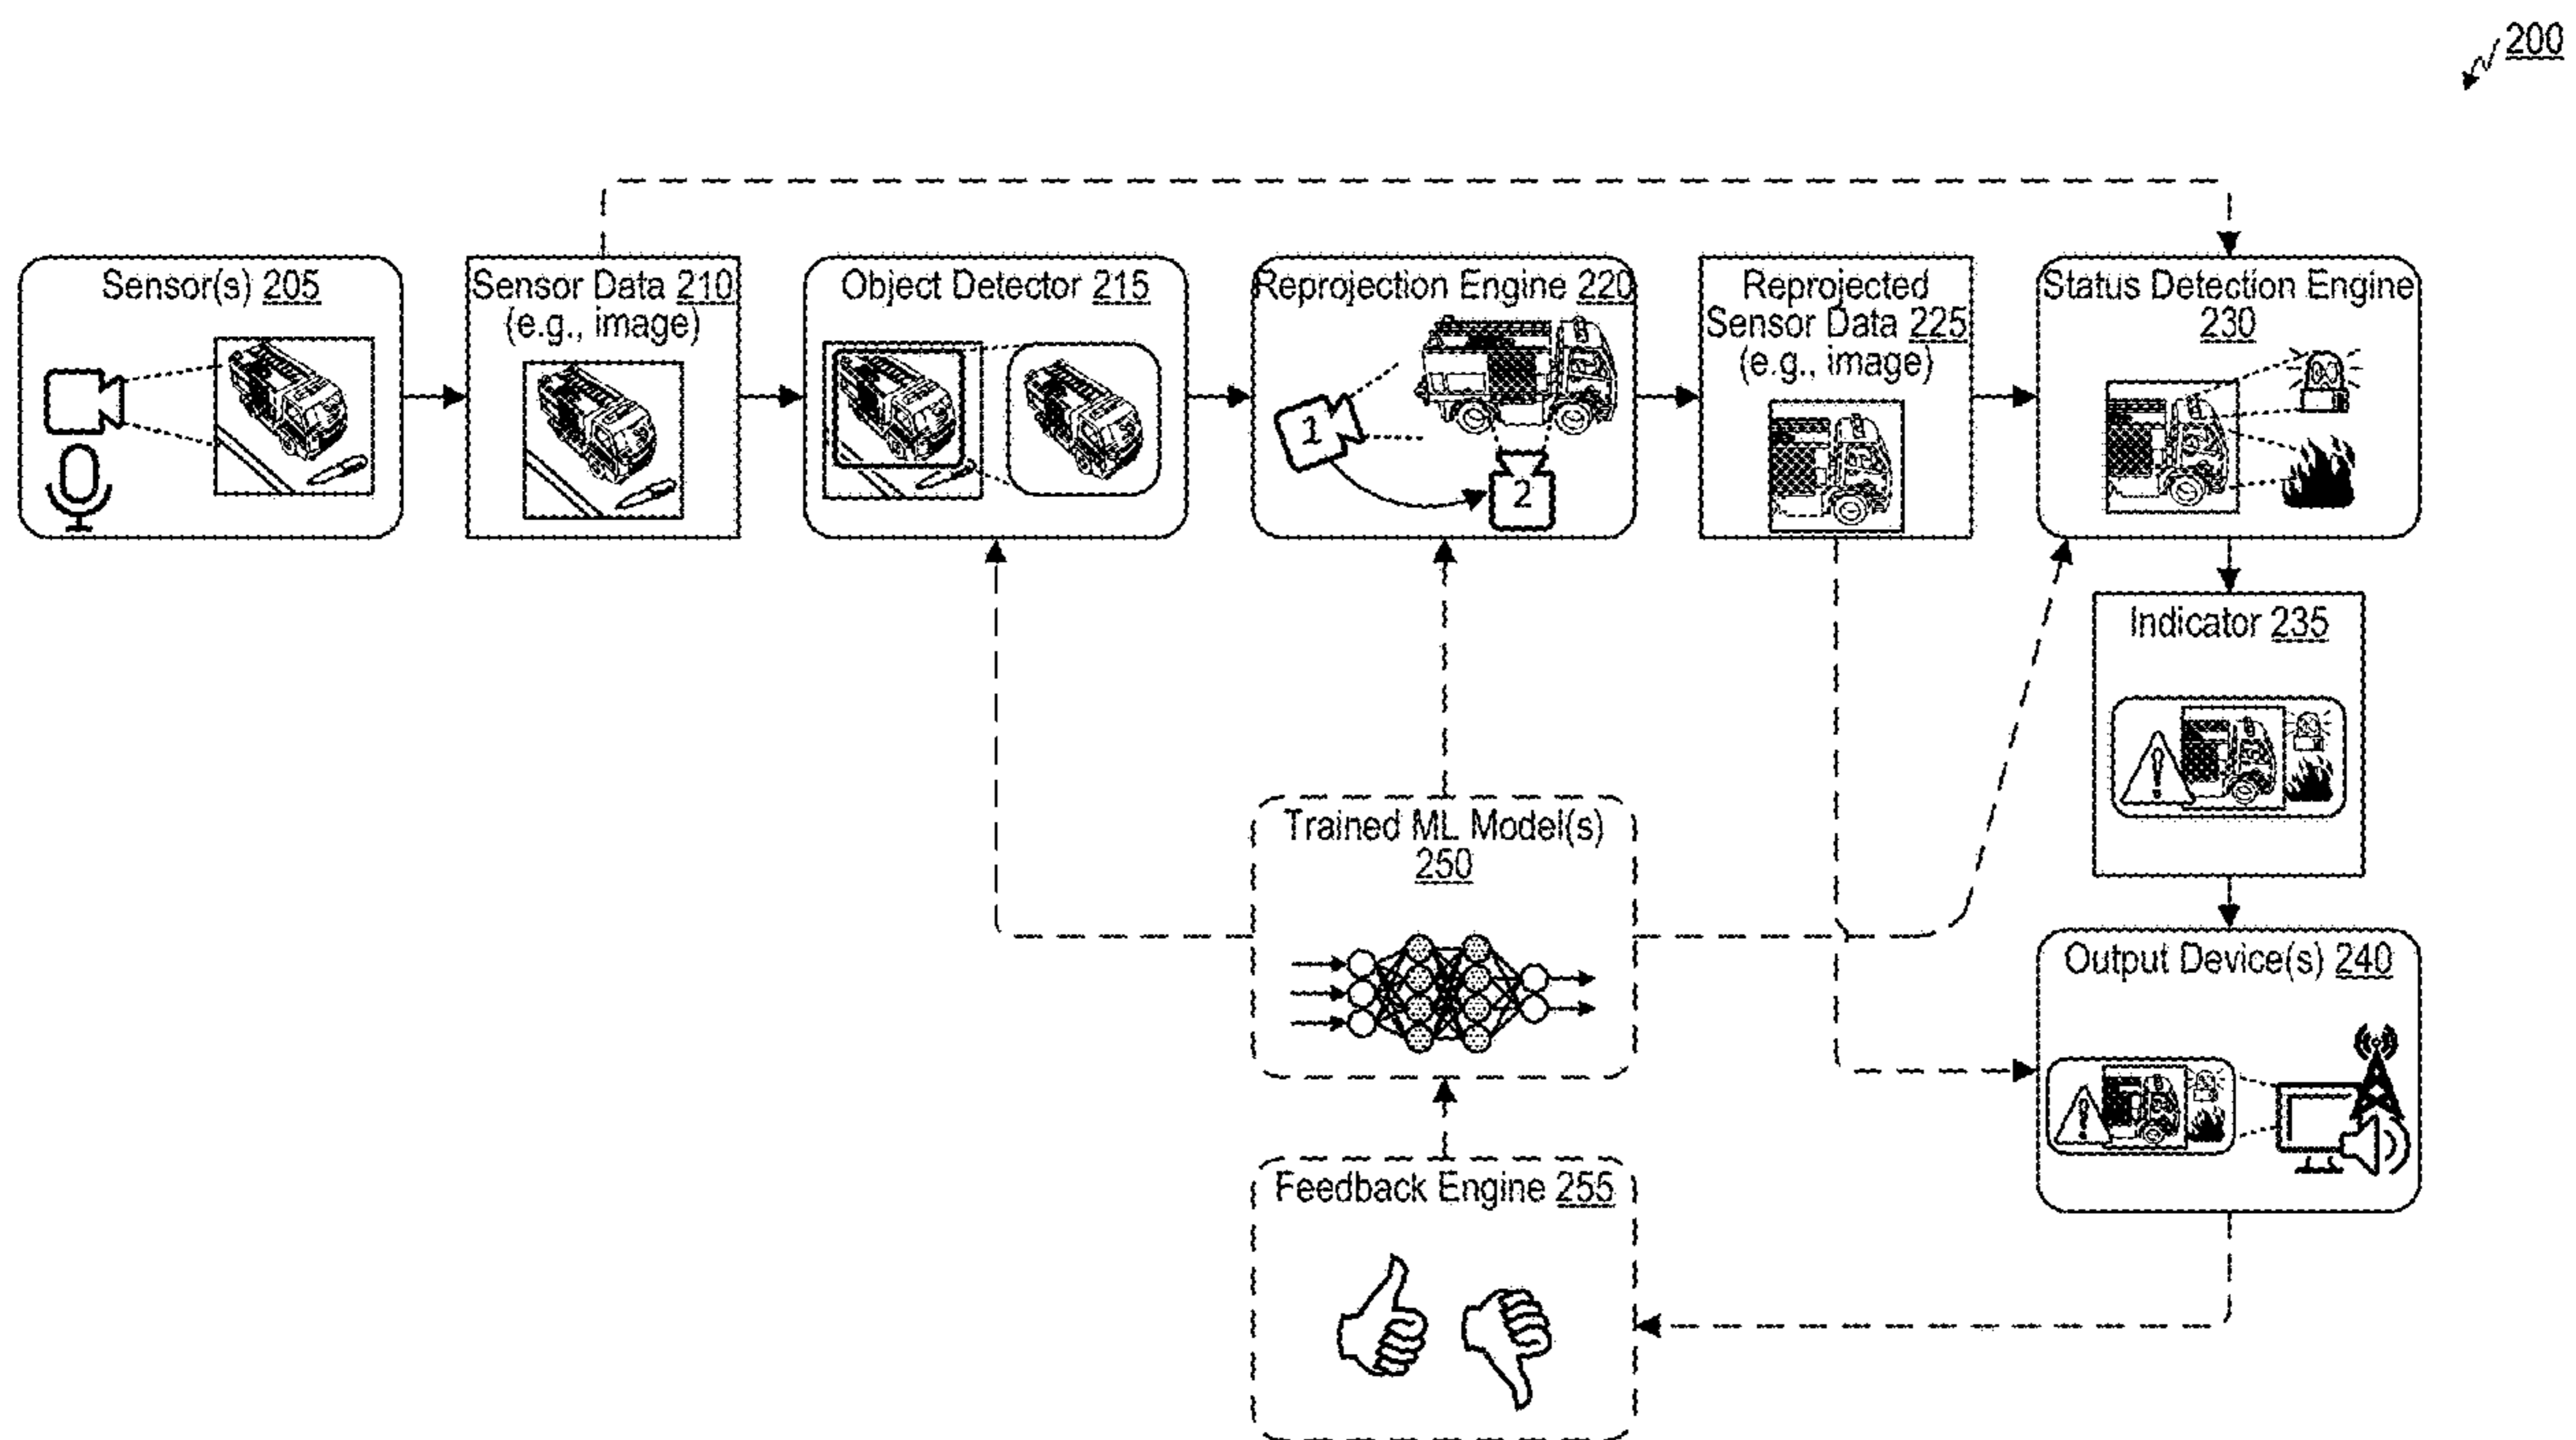 200
Sensor(s) 205
Sensor Data 210
(e.g., image)
Object Detector 215
Reprojection Engine 220
1
2
Reprojected
Sensor Data 225
(e.g., image)
Status Detection Engine
230
Indicator 235
Trained ML Model(s)
250
Output Device(s) 240
Feedback Engine 255